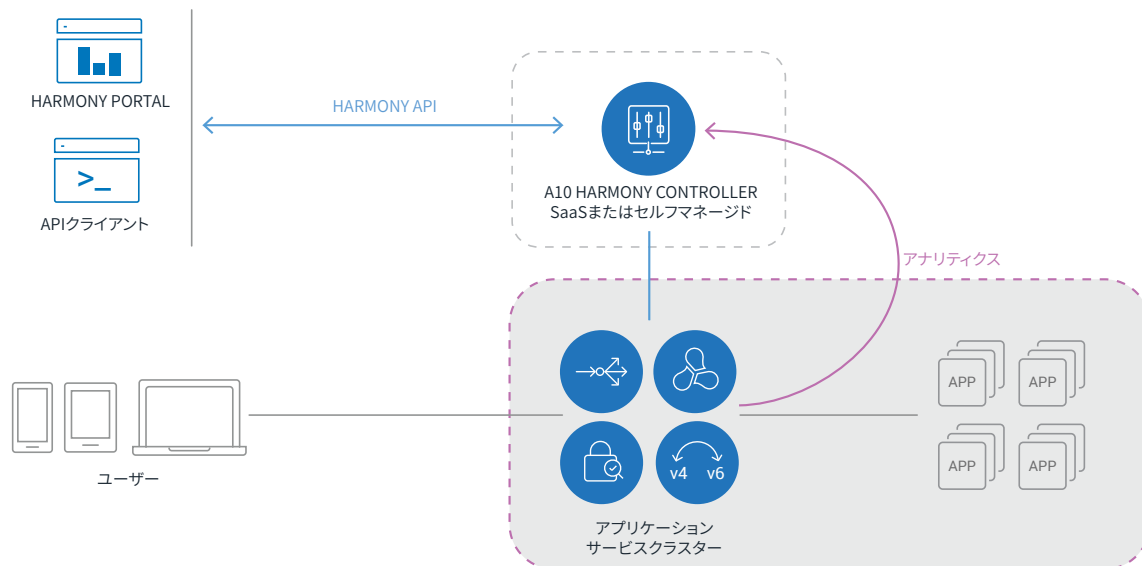 HARMONY PORTAL
>_
APIクライアント
HARMONY API
A10 HARMONY CONTROLLER
SaaSまたはセルフマネージド
アナリティクス
ユーザー
v4 v6
アプリケーション
サービスクラスター
APP
APP
APP
APP